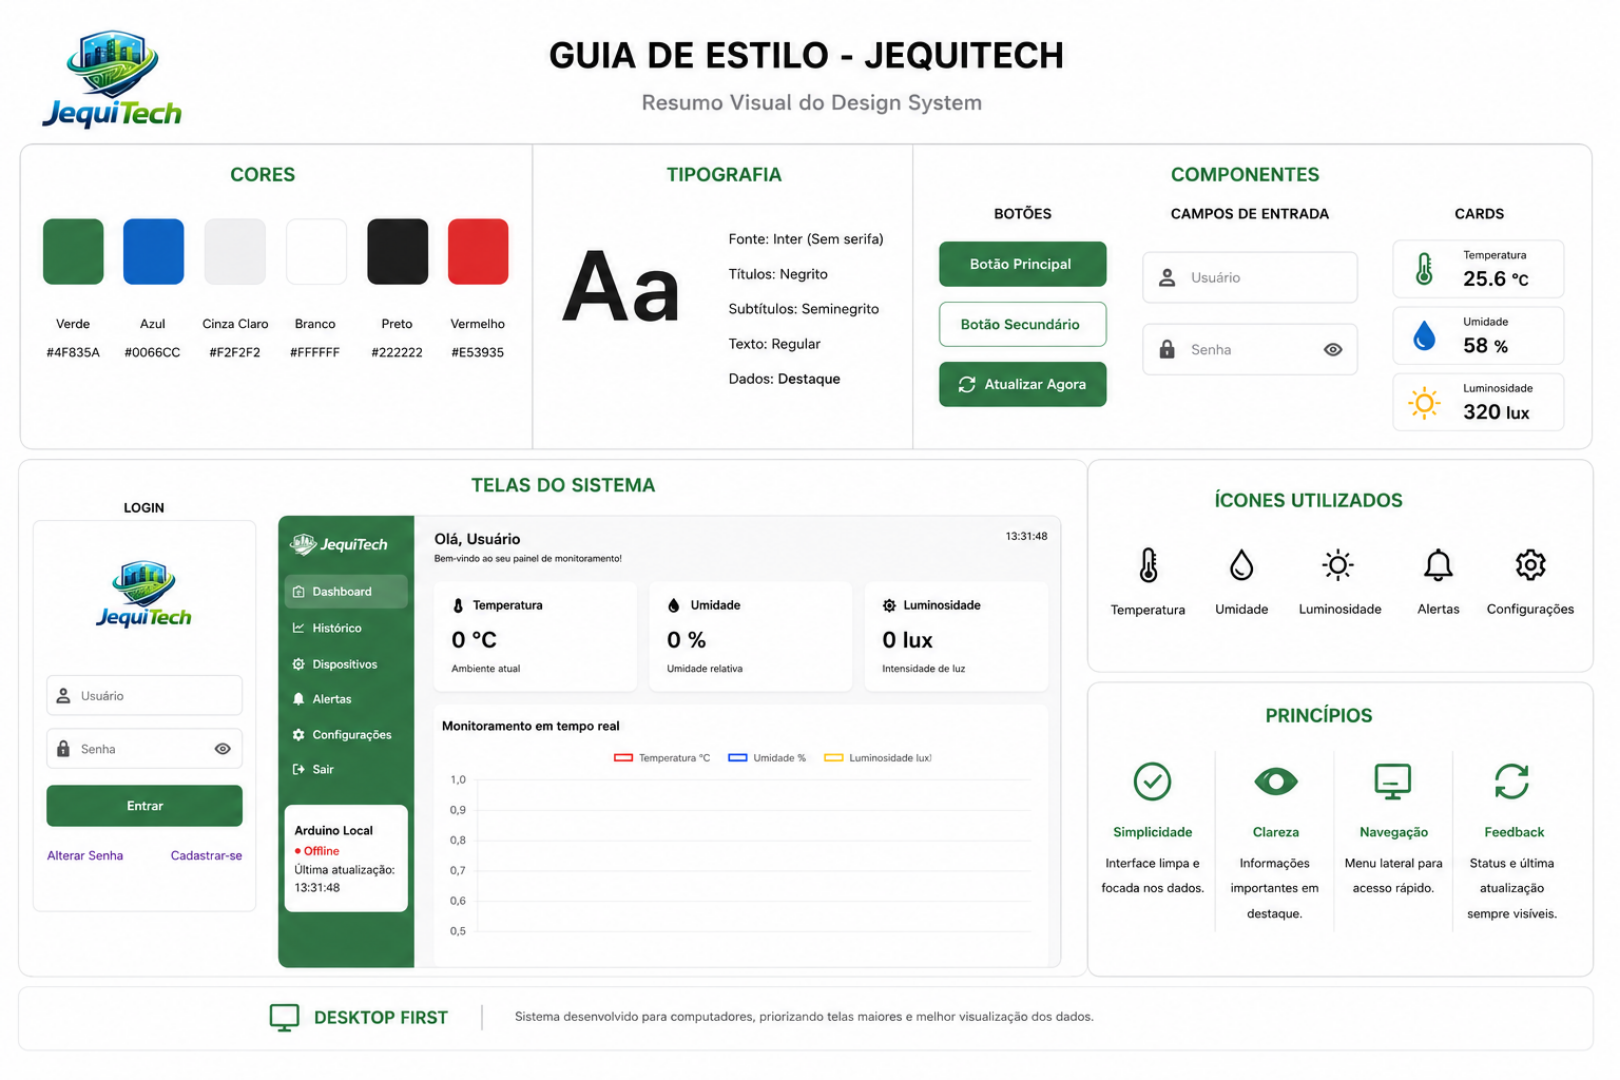 JequiTech
GUIA DE ESTILO - JEQUITECH
Resumo Visual do Design System
CORES
Verde
#4F835A
Azul
#0066CC
Cinza Claro
#F2F2F2
Branco
#FFFFFF
Preto
#222222
Vermelho
#E53935
TIPOGRAFIA
Aa
Fonte: Inter (Sem serifa)
Títulos: Negrito
Subtítulos: Seminegrito
Texto: Regular
Dados: Destaque
COMPONENTES
BOTÕES
Botão Principal
Botão Secundário
Atualizar Agora
CAMPOS DE ENTRADA
Usuário
Senha
CARDS
Temperatura
25.6 °C
Umidade
58 %
Luminosidade
320 lux
TELAS DO SISTEMA
LOGIN
JequiTech
Usuário
Senha
Entrar
Alterar Senha
Cadastrar-se
JequiTech
Dashboard
Histórico
Dispositivos
Alertas
Configurações
Sair
Arduino Local
Offline
Última atualização:
13:31:48
Olá, Usuário
Bem-vindo ao seu painel de monitoramento!
13:31:48
Temperatura
0 °C
Ambiente atual
Umidade
0 %
Umidade relativa
Luminosidade
0 lux
Intensidade de luz
Monitoramento em tempo real
Temperatura °C
Umidade %
Luminosidade lux)
1,0
0,9
0,8
0,7
0,6
0,5
ÍCONES UTILIZADOS
Temperatura
Umidade
Luminosidade
Alertas
Configurações
PRINCÍPIOS
Simplicidade
Interface limpa e
focada nos dados.
Clareza
Informações
importantes em
destaque.
Navegação
Menu lateral para
acesso rápido.
Feedback
Status e última
atualização
sempre visíveis.
DESKTOP FIRST
Sistema desenvolvido para computadores, priorizando telas maiores e melhor visualização dos dados.